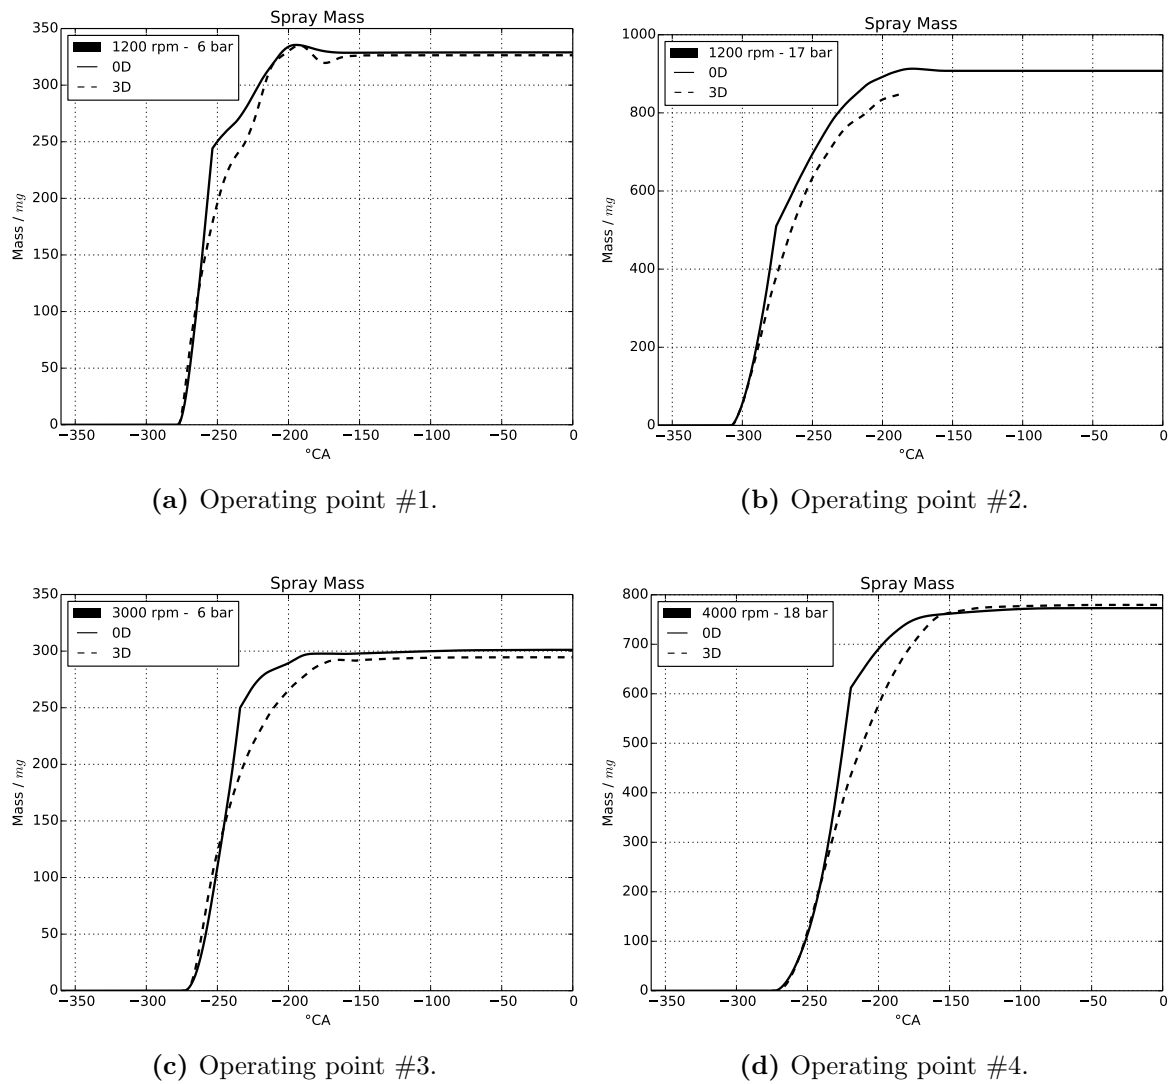 Spray Mass
1200 rpm - 6 bar
0D
3D
350
300
250
200
150
100
50
0
Mass / mg
−350 −300 −250 −200 −150 −100 −50 0
°CA
(a) Operating point #1.
Spray Mass
1200 rpm - 17 bar
0D
3D
1000
800
600
400
200
0
Mass / mg
−350 −300 −250 −200 −150 −100 −50 0
°CA
(b) Operating point #2.
Spray Mass
3000 rpm - 6 bar
0D
3D
350
300
250
200
150
100
50
0
Mass / mg
−350 −300 −250 −200 −150 −100 −50 0
°CA
(c) Operating point #3.
Spray Mass
4000 rpm - 18 bar
0D
3D
800
700
600
500
400
300
200
100
0
Mass / mg
−350 −300 −250 −200 −150 −100 −50 0
°CA
(d) Operating point #4.